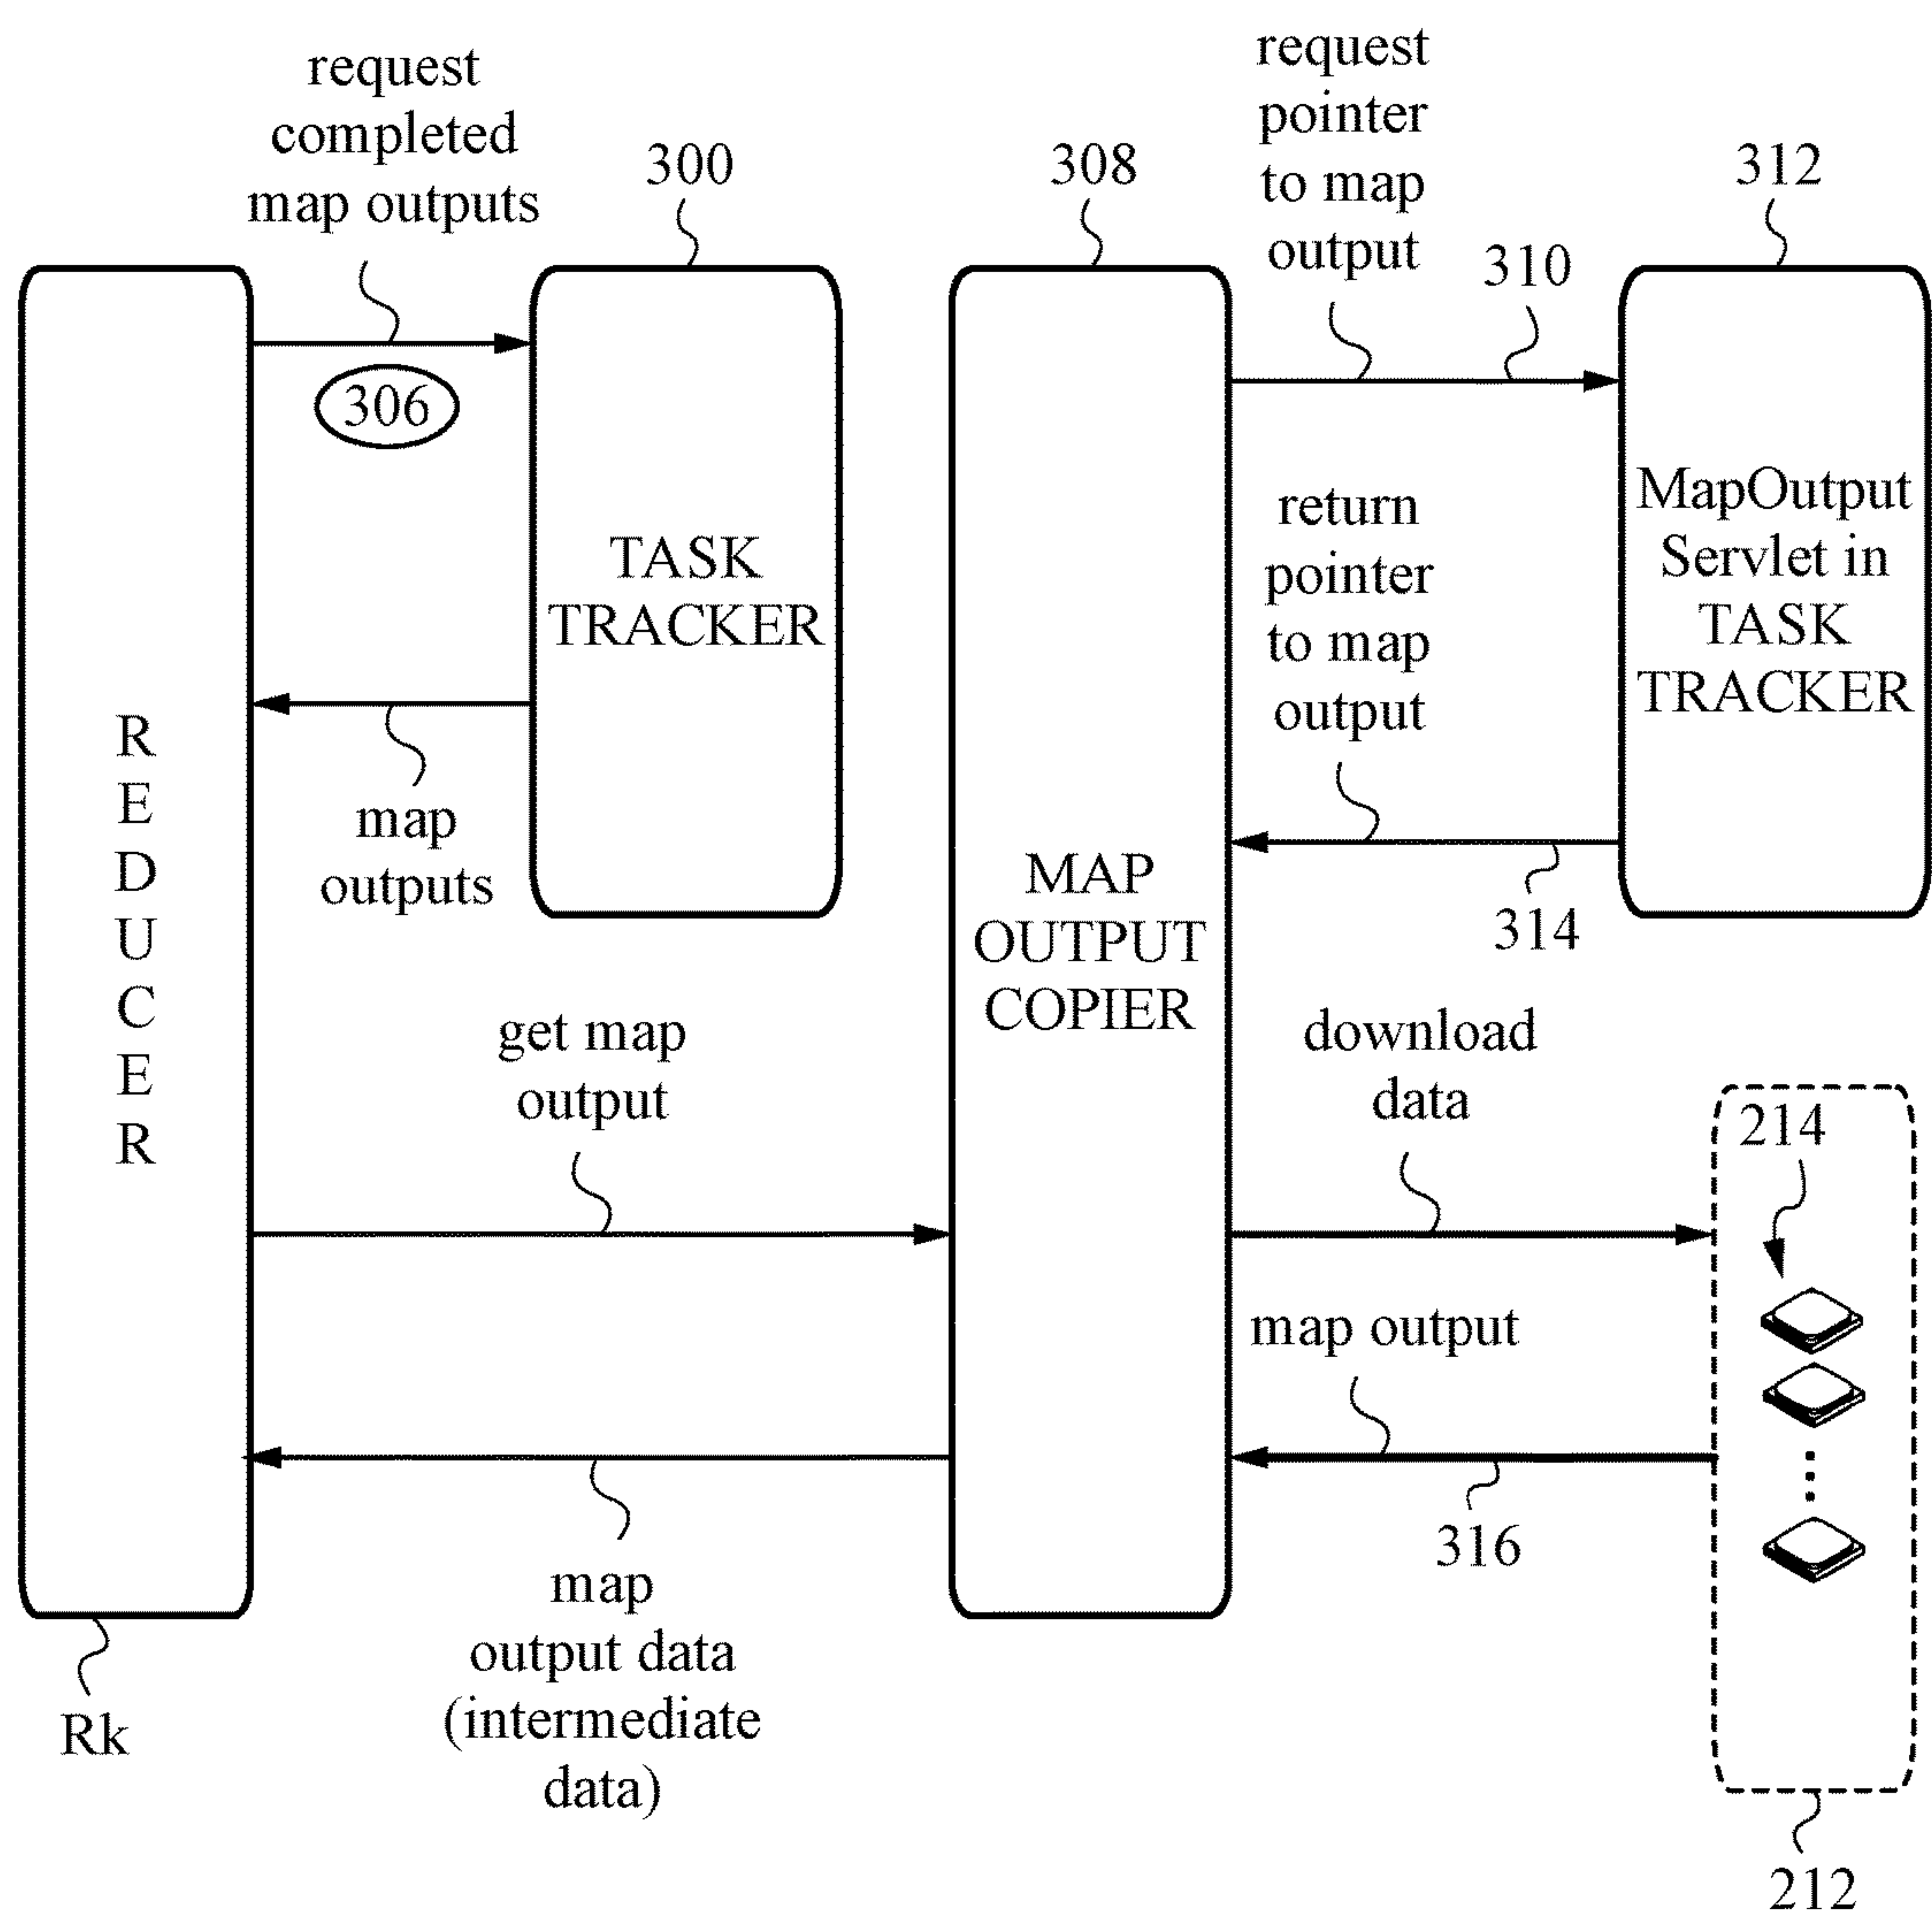 request
completed
map outputs
300
308
request
pointer
to map
output
310
312
306
TASK
TRACKER
map
outputs
return
pointer
to map
output
314
MapOutput
Servlet in
TASK
TRACKER
R
E
D
U
C
E
R
MAP
OUTPUT
COPIER
get map
output
download
data
214
map output
316
map
output data
(intermediate
data)
Rk
212